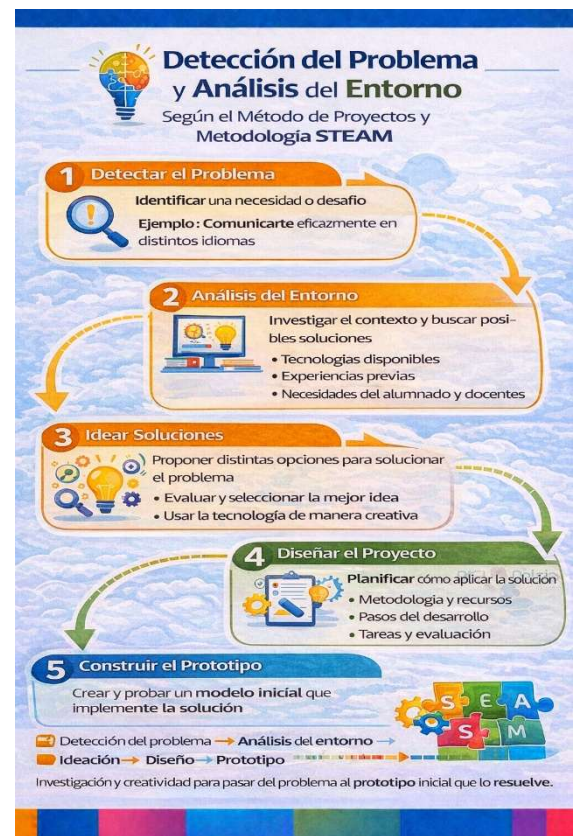 Detección del Problema
y Análisis del Entorno
Según el Método de Proyectos y
Metodología STEAM
1 Detectar el Problema
Identificar una necesidad o desafio
Ejemplo: Comunicarte eficazmente en
distintos idiomas
2 Análisis del Entorno
Investigar el contexto y buscar posi-
bles soluciones
• Tecnologías disponibles
• Experiencias previas
• Necesidades del alumnado y docentes
3 Idear Soluciones
Proponer distintas opciones para solucionar
el problema
• Evaluar y seleccionar la mejor idea
• Usar la tecnología de manera creativa
4 Diseñar el Proyecto
Planificar cómo aplicar la solución
• Metodología y recursos
• Pasos del desarrollo
• Tareas y evaluación
5 Construir el Prototipo
Crear y probar un modelo inicial que
implemente la solución
S E A
S M
Detección del problema → Análisis del entorno →
Ideación → Diseño → Prototipo
Investigación y creatividad para pasar del problema al prototipo inicial que lo resuelve.